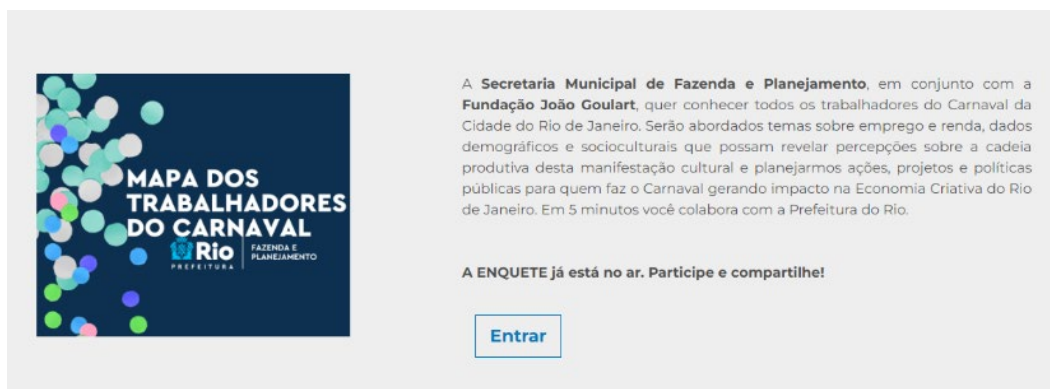 MAPA DOS
TRABALHADORES
DO CARNAVAL
Rio
PREFEITURA
FAZENDA E
PLANEJAMENTO
A Secretaria Municipal de Fazenda e Planejamento, em conjunto com a
Fundação João Goulart, quer conhecer todos os trabalhadores do Carnaval da
Cidade do Rio de Janeiro. Serão abordados temas sobre emprego e renda, dados
demográficos e socioculturais que possam revelar percepções sobre a cadeia
produtiva desta manifestação cultural e planejarmos ações, projetos e políticas
públicas para quem faz o Carnaval gerando impacto na Economia Criativa do Rio
de Janeiro. Em 5 minutos você colabora com a Prefeitura do Rio.
A ENQUETE já está no ar. Participe e compartilhe!
Entrar